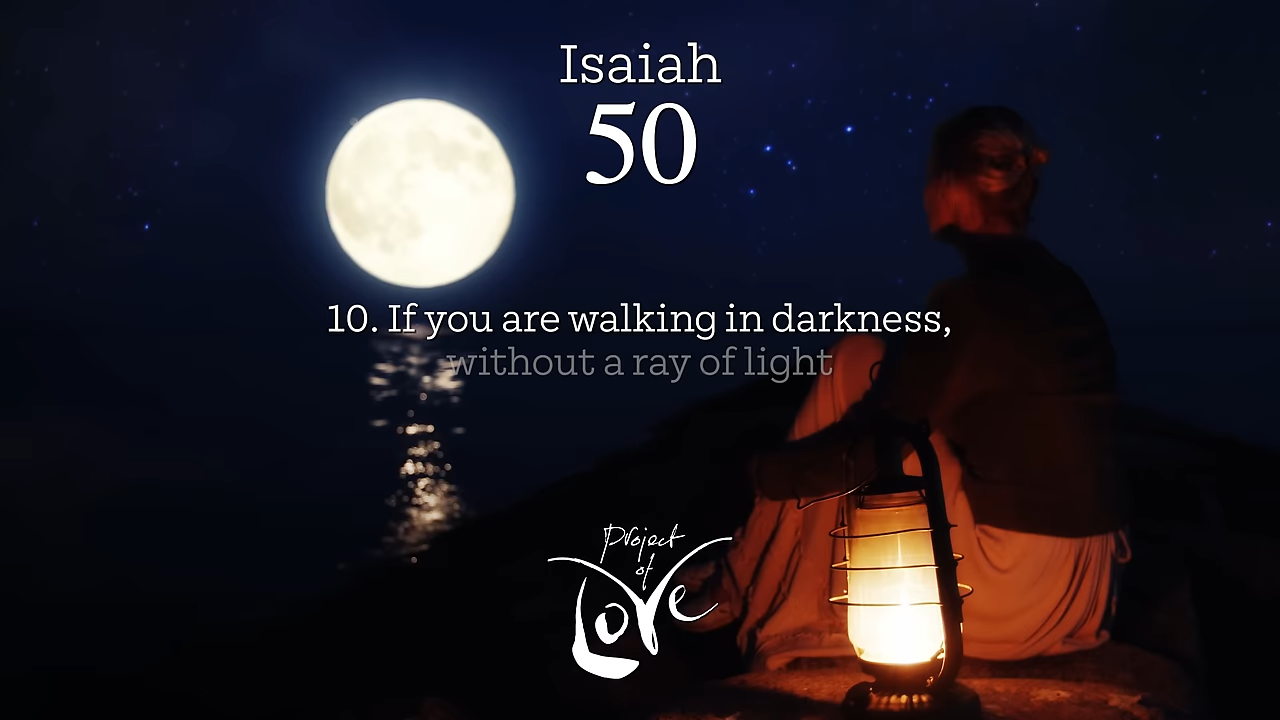 Isaiah
50
10. If you are walking in darkness,
without a ray of light
project
of
Love